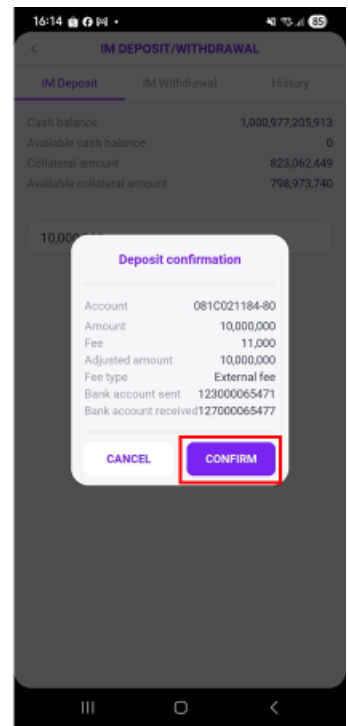 16:14
85
IM DEPOSIT/WITHDRAWAL
IM Deposit IM Withdrawal History
Cash balance 1,000,977,205,913
Available cash balance 0
Collateral amount 823,062,449
Available collateral amount 798,973,740
10,000
Deposit confirmation
Account 081C021184-80
Amount 10,000,000
Fee 11,000
Adjusted amount 10,000,000
Fee type External fee
Bank account sent 123000065471
Bank account received 127000065477
CANCEL CONFIRM